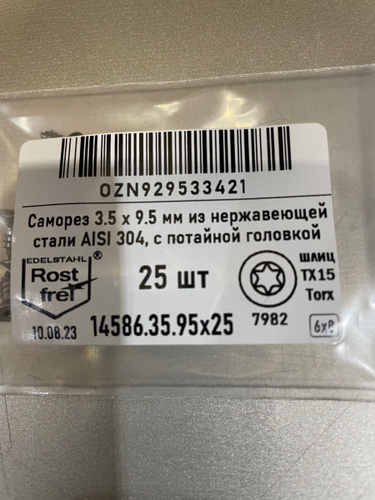 OZN929533421
Саморез 3.5 x 9.5 мм из нержавеющей
стали AISI 304, с потайной головкой
EDELSTAHL
Rost
frei
®
25 шт
шлиц
TX15
Torx
10.08.23
14586.35.95x25
7982
6x8